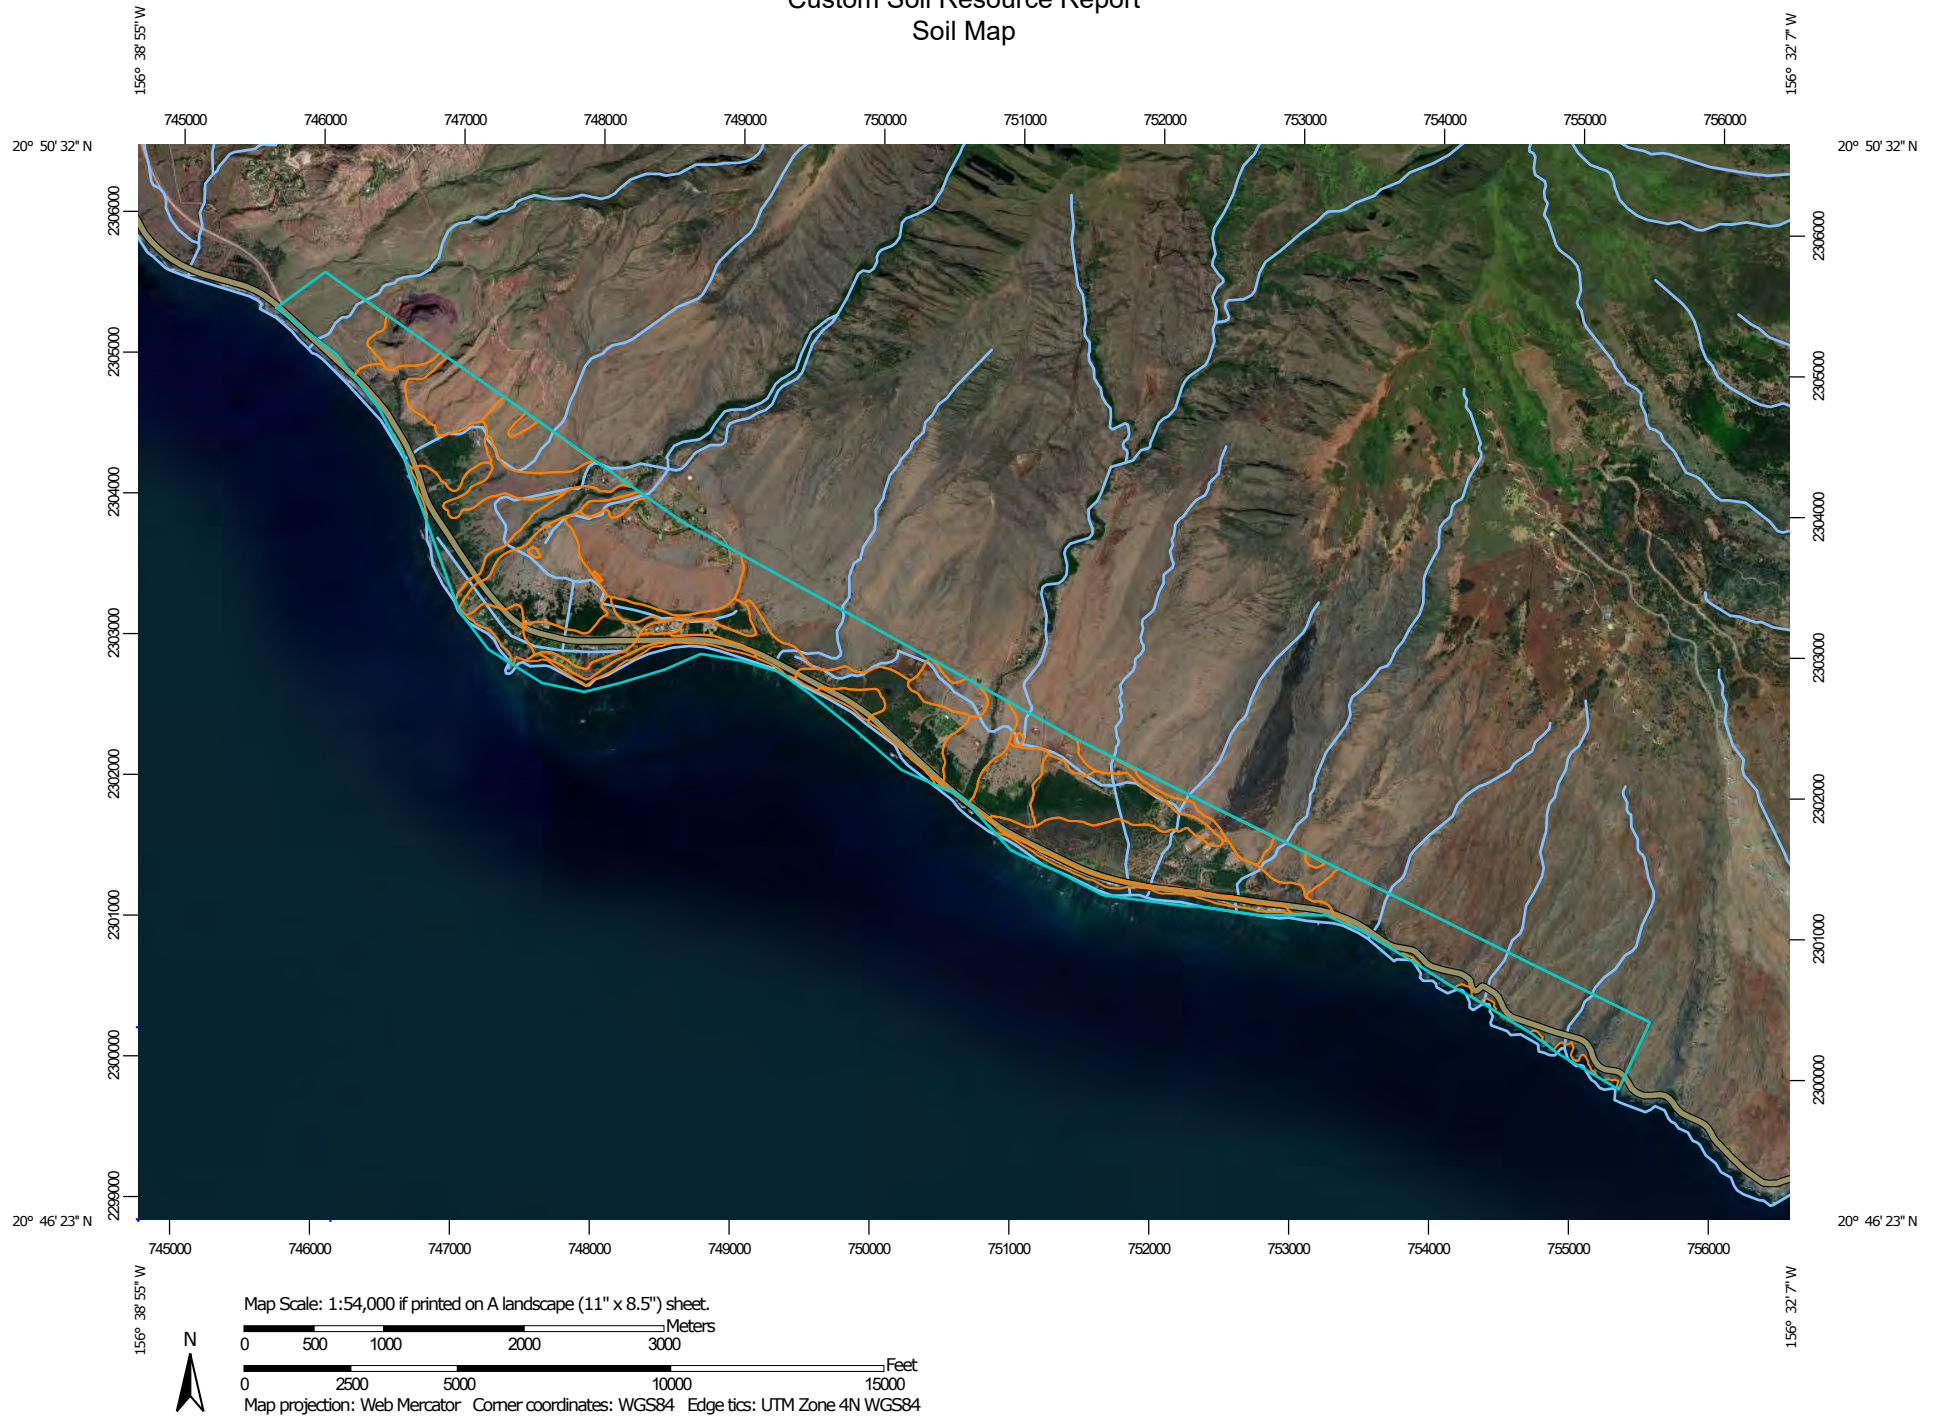 Custom Soil Resource Report
Soil Map
156° 38' 55'' W
156° 32' 7'' W
745000 746000 747000 748000 749000 750000 751000 752000 753000 754000 755000 756000
20° 50' 32'' N
20° 50' 32'' N
2306000
2305000
2304000
2303000
2302000
2301000
2300000
2299000
2306000
2305000
2304000
2303000
2302000
2301000
2300000
20° 46' 23'' N
20° 46' 23'' N
745000 746000 747000 748000 749000 750000 751000 752000 753000 754000 755000 756000
156° 38' 55'' W
156° 32' 7'' W
Map Scale: 1:54,000 if printed on A landscape (11" x 8.5") sheet.
Meters
0 500 1000 2000 3000
N
Feet
0 2500 5000 10000 15000
Map projection: Web Mercator Corner coordinates: WGS84 Edge tics: UTM Zone 4N WGS84